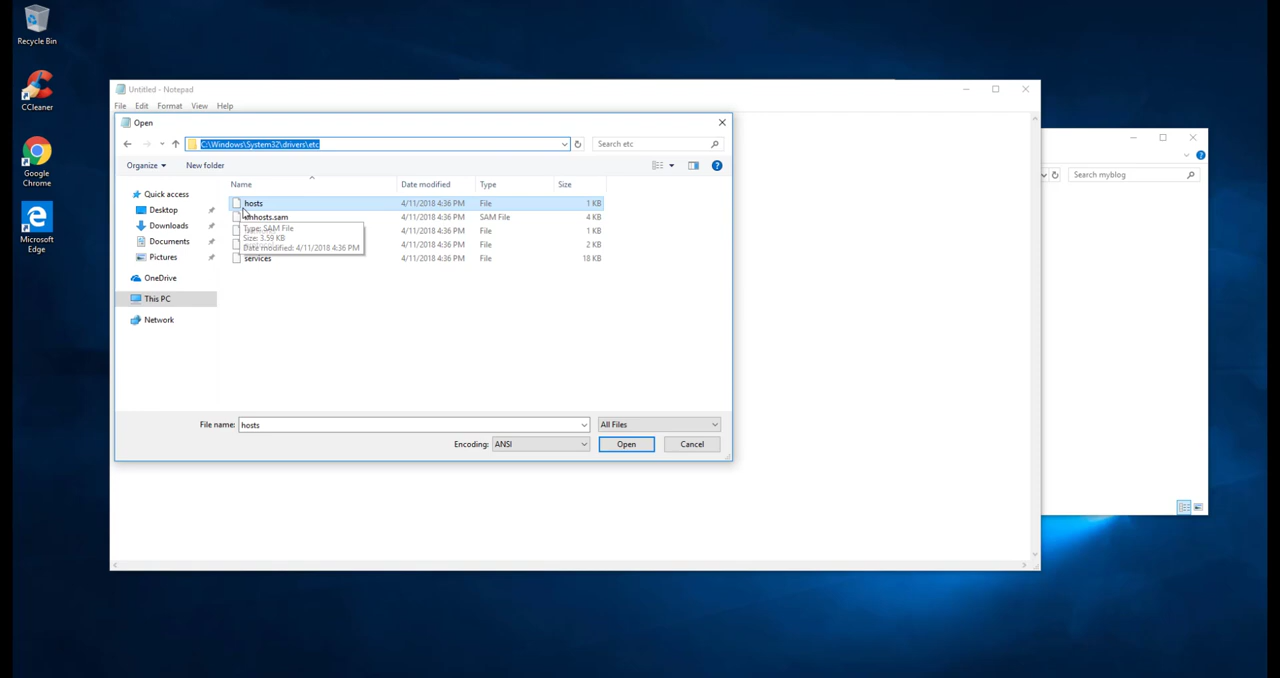 Recycle Bin
CCleaner
Google
Chrome
Microsoft
Edge
Untitled - Notepad
File Edit Format View Help
Open
C:\Windows\System32\drivers\etc
Search etc
Organize
New folder
Name Date modified Type Size
Quick access
Desktop
Downloads
Documents
Pictures
OneDrive
This PC
Network
hosts 4/11/2018 4:36 PM File 1 KB
lmhosts.sam 4/11/2018 4:36 PM SAM File 4 KB
4/11/2018 4:36 PM File 1 KB
4/11/2018 4:36 PM File 2 KB
services 4/11/2018 4:36 PM File 18 KB
Type: SAM File
Size: 3.59 KB
Date modified: 4/11/2018 4:36 PM
File name: hosts
All Files
Encoding: ANSI
Open
Cancel
Search myblog